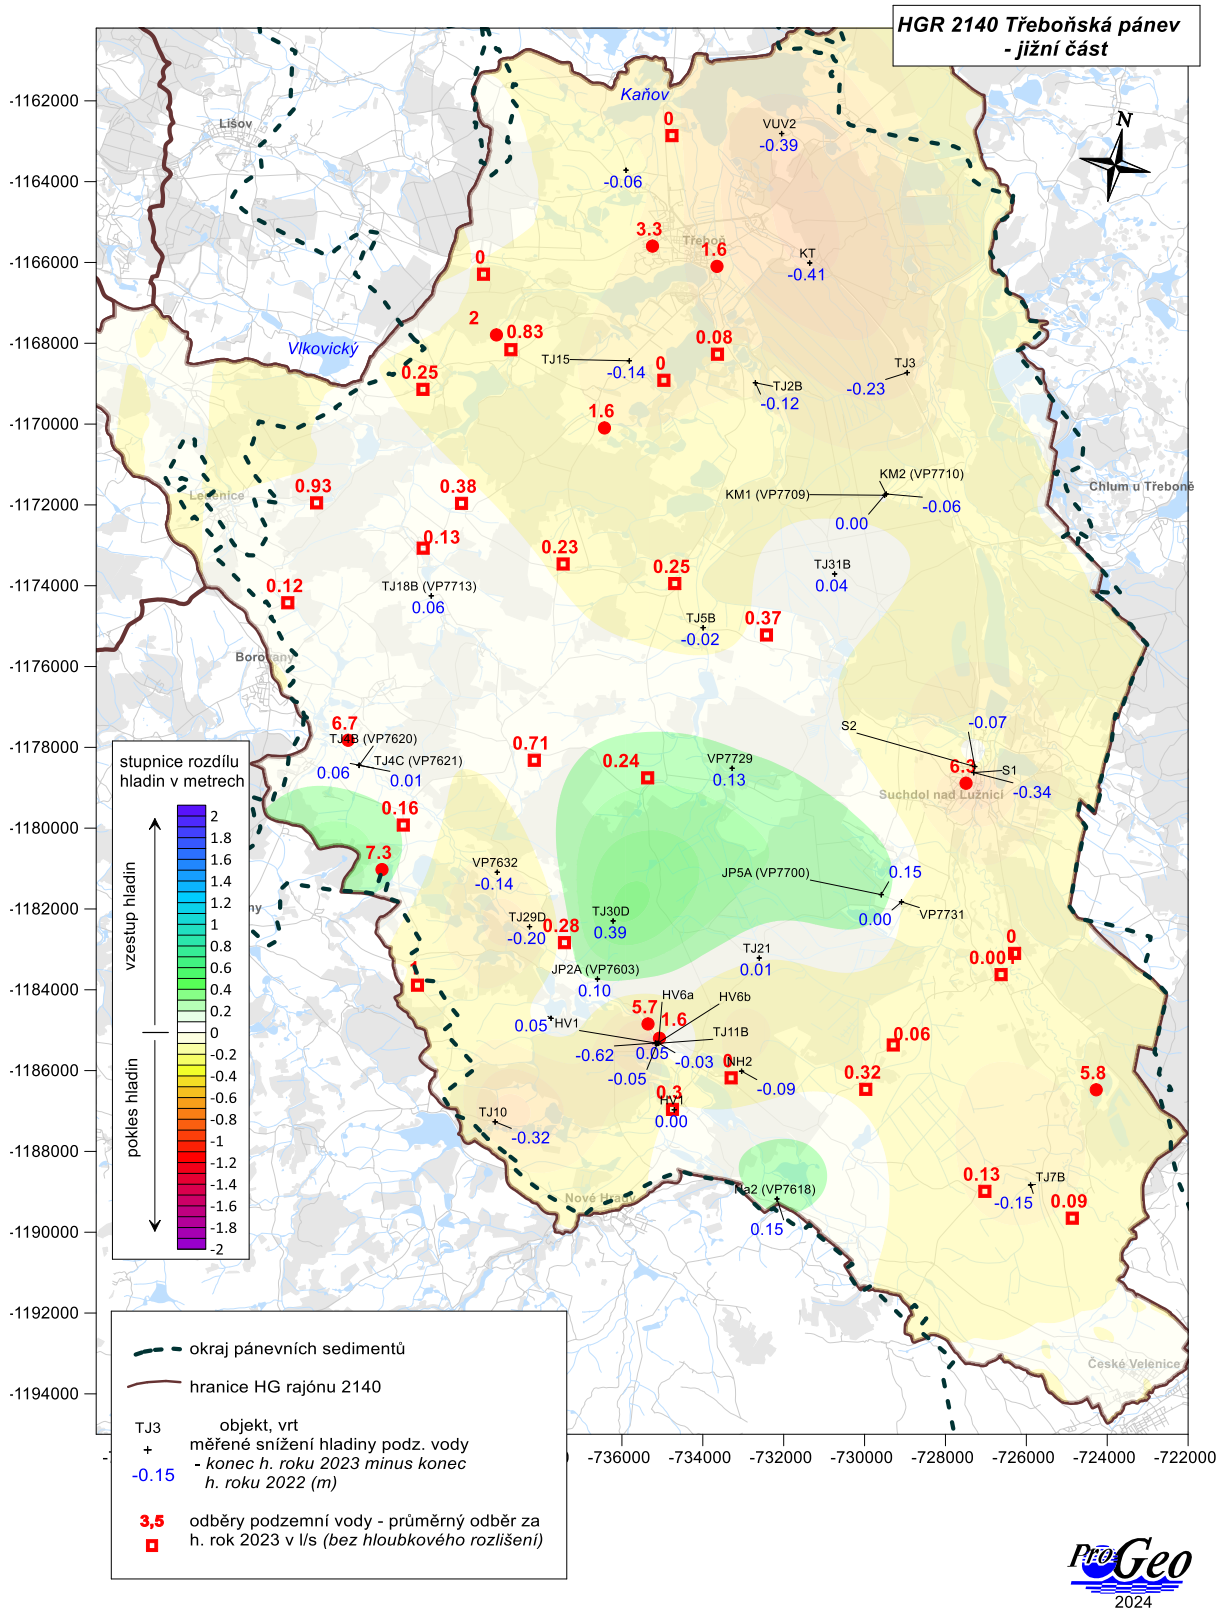 HGR 2140 Třeboňská pánev
- jižní část
N
-1162000
-1164000
-1166000
-1168000
-1170000
-1172000
-1174000
-1176000
-1178000
-1180000
-1182000
-1184000
-1186000
-1188000
-1190000
-1192000
-1194000
Kaňov
0
VUV2
-0.39
Lišov
-0.06
3.3
Třeboň
1.6
0
KT
-0.41
2
0.83
0.08
Vlkovický
TJ15
-0.14
0
TJ3
-0.23
0.25
TJ2B
-0.12
1.6
KM2 (VP7710)
Chlum u Třeboně
0.93
0.38
Ledenice
KM1 (VP7709)
-0.06
0.00
0.13
0.23
0.25
TJ31B
0.04
0.12
TJ18B (VP7713)
0.06
TJ5B
-0.02
0.37
Borovany
6.7
TJ4B (VP7620)
-0.07
S2
0.71
0.24
VP7729
0.13
TJ4C (VP7621)
0.06
0.01
6.3
S1
-0.34
Suchdol nad Lužnicí
0.16
7.3
VP7632
-0.14
JP5A (VP7700)
0.15
ny
TJ29D
-0.20
0.28
TJ30D
0.39
0.00
VP7731
TJ21
0.01
0
0.00
JP2A (VP7603)
0.10
1
HV6a
HV6b
5.7
1.6
0.05
HV1
TJ11B
0.06
-0.62
0.05
-0.03
-0.05
0
NH2
-0.09
0.32
5.8
0.3
HV1
0.00
TJ10
-0.32
Na2 (VP7618)
0.15
0.13
TJ7B
-0.15
0.09
Nové Hrady
České Velenice
stupnice rozdílu
hladin v metrech
vzestup hladin
pokles hladin
2
1.8
1.6
1.4
1.2
1
0.8
0.6
0.4
0.2
0
-0.2
-0.4
-0.6
-0.8
-1
-1.2
-1.4
-1.6
-1.8
-2
okraj pánevních sedimentů
hranice HG rajónu 2140
TJ3 objekt, vrt
měřené snížení hladiny podz. vody
-0.15 - konec h. roku 2023 minus konec
h. roku 2022 (m)
3,5 odběry podzemní vody - průměrný odběr za
h. rok 2023 v l/s (bez hloubkového rozlišení)
-736000
-734000
-732000
-730000
-728000
-726000
-724000
-722000
ProGeo
2024